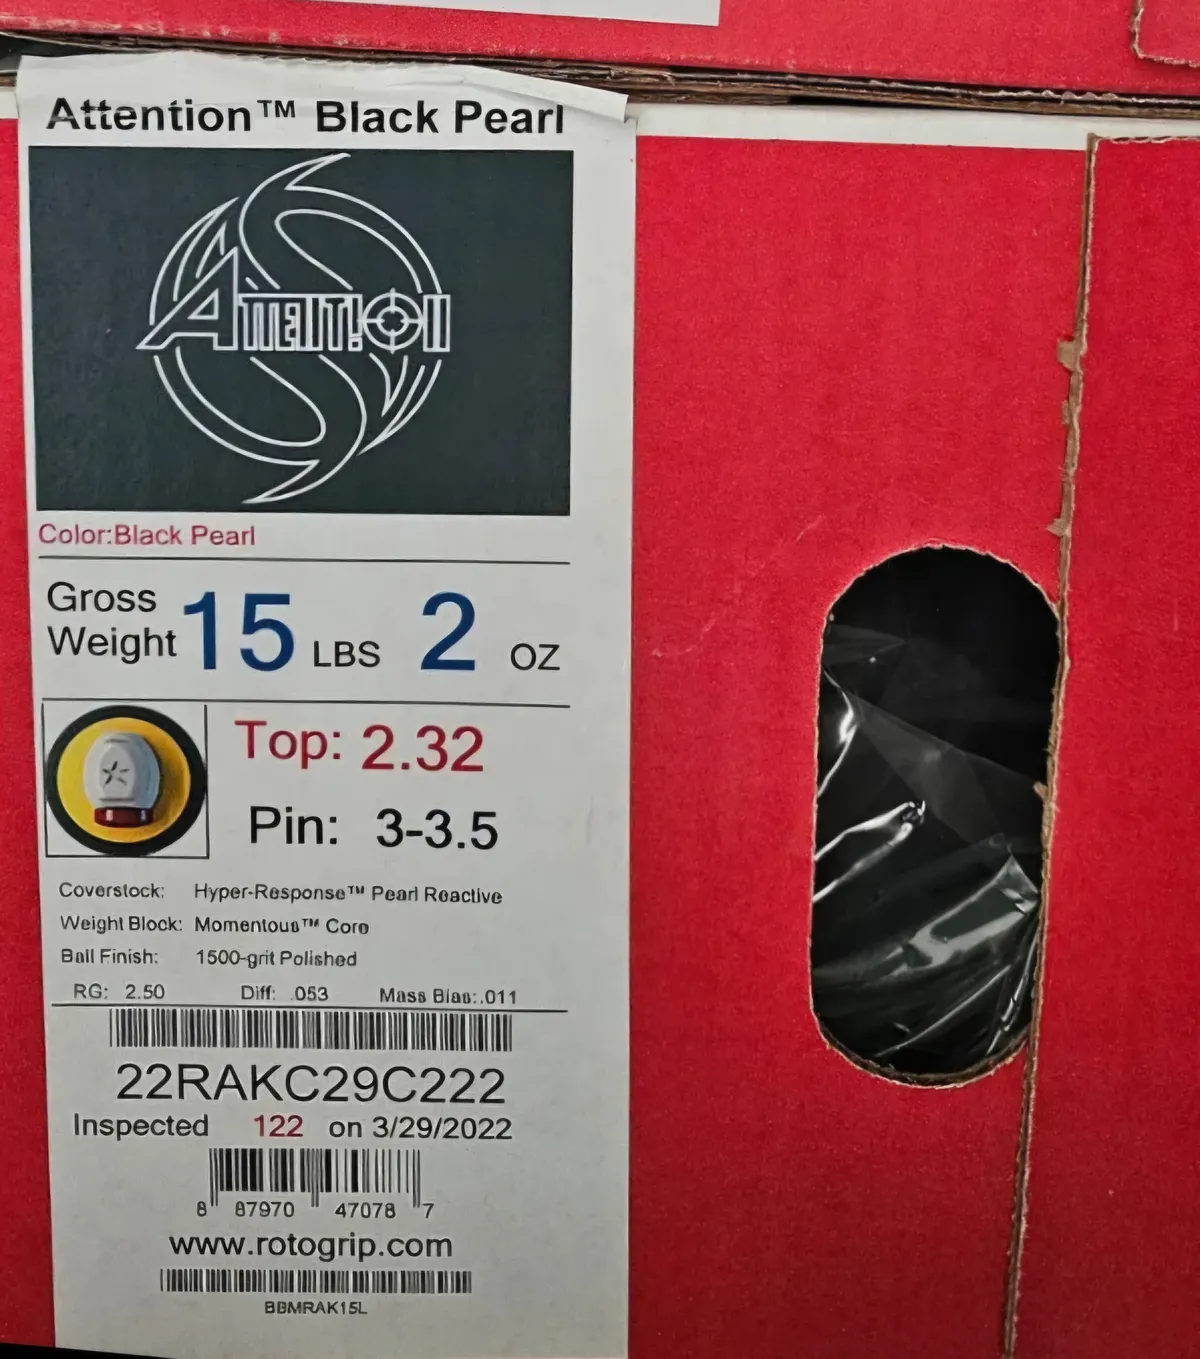 Attention™ Black Pearl
ATTENT!ON
Color:Black Pearl
Gross Weight 15 LBS 2 OZ
Top: 2.32
Pin: 3-3.5
Coverstock: Hyper-Response™ Pearl Reactive
Weight Block: Momentous™ Core
Ball Finish: 1500-grit Polished
RG: 2.50 Diff: .053 Mass Bias:.011
22RAKC29C222
Inspected 122 on 3/29/2022
8 87970 47078 7
www.rotogrip.com
BBMRAK15L